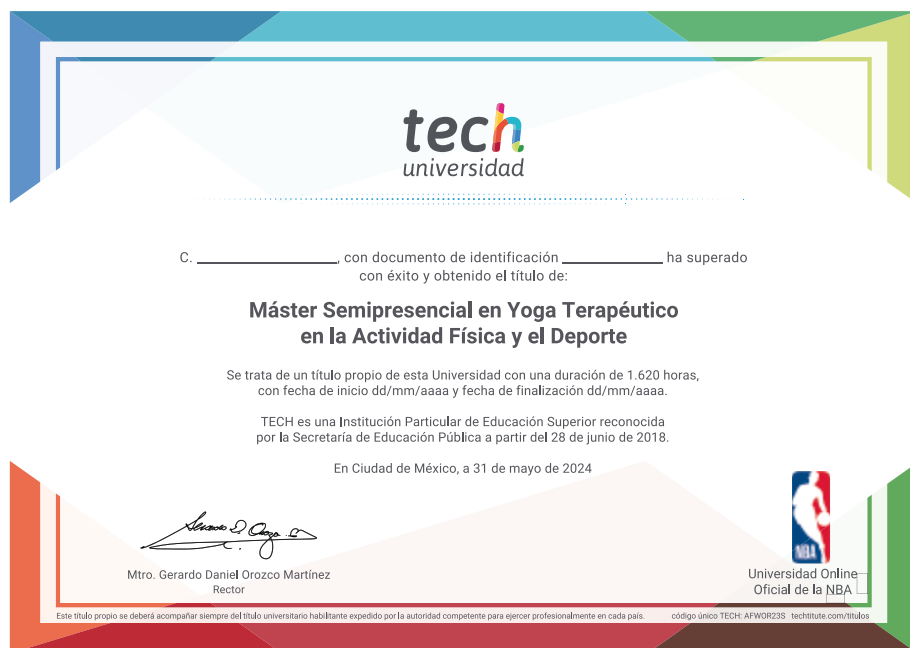 tech
universidad
C. ____________, con documento de identificación ____________ ha superado
con éxito y obtenido el título de:
Máster Semipresencial en Yoga Terapéutico
en la Actividad Física y el Deporte
Se trata de un título propio de esta Universidad con una duración de 1.620 horas,
con fecha de inicio dd/mm/aaaa y fecha de finalización dd/mm/aaaa.
TECH es una Institución Particular de Educación Superior reconocida
por la Secretaría de Educación Pública a partir del 28 de junio de 2018.
En Ciudad de México, a 31 de mayo de 2024
NBA
Mtro. Gerardo Daniel Orozco Martínez
Rector
Universidad Online
Oficial de la NBA
Este título propio se deberá acompañar siempre del título universitario habilitante expedido por la autoridad competente para ejercer profesionalmente en cada país. código único TECH: AFWOR23S techtitute.com/titulos